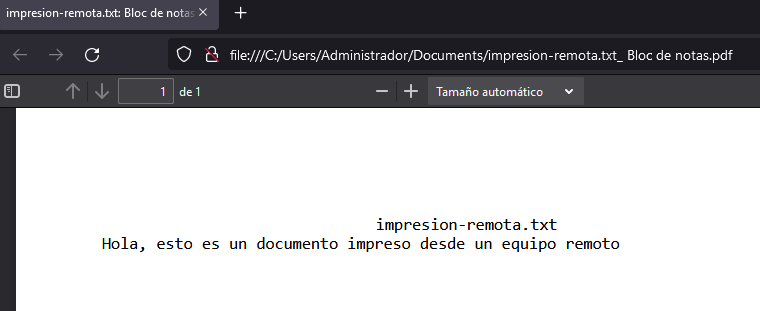 impresion-remota.txt: Bloc de notas
file:///C:/Users/Administrador/Documents/impresion-remota.txt_ Bloc de notas.pdf
1 de 1
Tamaño automático
impresion-remota.txt
Hola, esto es un documento impreso desde un equipo remoto